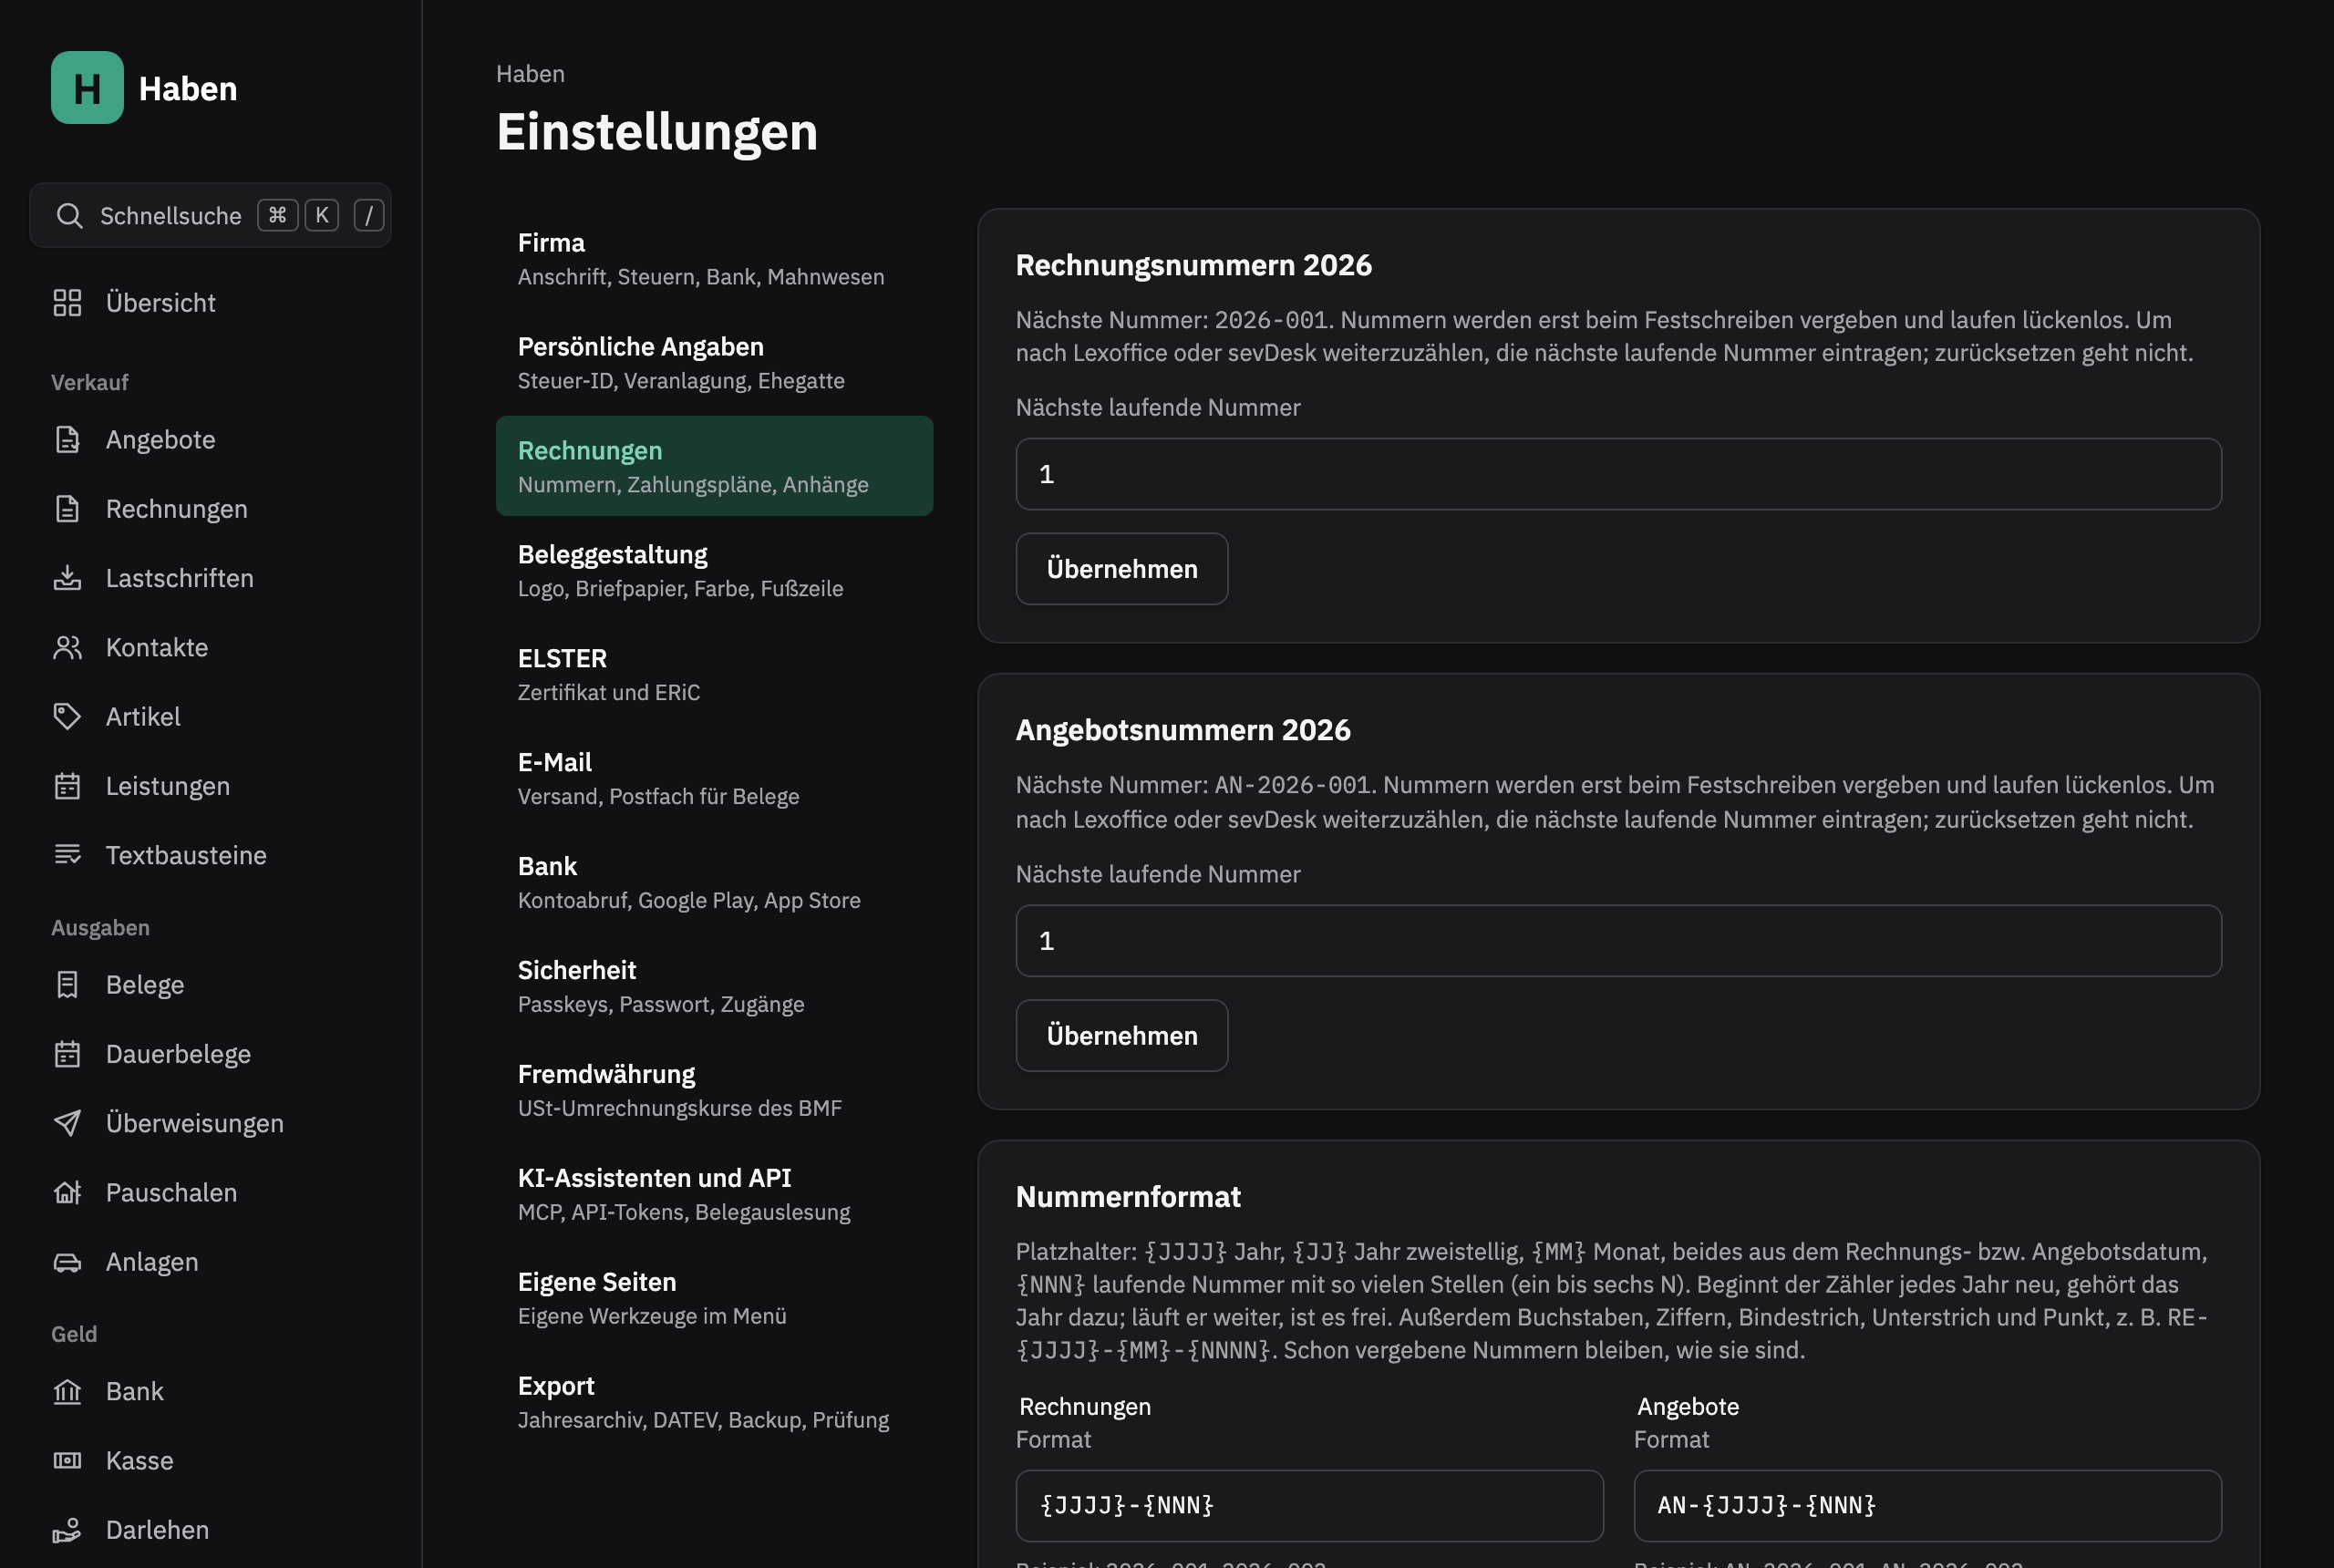 H Haben
Schnellsuche ⌘ K /
Übersicht
Verkauf
Angebote
Rechnungen
Lastschriften
Kontakte
Artikel
Leistungen
Textbausteine
Ausgaben
Belege
Dauerbelege
Überweisungen
Pauschalen
Anlagen
Geld
Bank
Kasse
Darlehen
Haben
Einstellungen
Firma
Anschrift, Steuern, Bank, Mahnwesen
Persönliche Angaben
Steuer-ID, Veranlagung, Ehegatte
Rechnungen
Nummern, Zahlungspläne, Anhänge
Beleggestaltung
Logo, Briefpapier, Farbe, Fußzeile
ELSTER
Zertifikat und ERiC
E-Mail
Versand, Postfach für Belege
Bank
Kontoabruf, Google Play, App Store
Sicherheit
Passkeys, Passwort, Zugänge
Fremdwährung
USt-Umrechnungskurse des BMF
KI-Assistenten und API
MCP, API-Tokens, Belegauslesung
Eigene Seiten
Eigene Werkzeuge im Menü
Export
Jahresarchiv, DATEV, Backup, Prüfung
Rechnungsnummern 2026
Nächste Nummer: 2026-001. Nummern werden erst beim Festschreiben vergeben und laufen lückenlos. Um
nach Lexoffice oder sevDesk weiterzuzählen, die nächste laufende Nummer eintragen; zurücksetzen geht nicht.
Nächste laufende Nummer
1
Übernehmen
Angebotsnummern 2026
Nächste Nummer: AN-2026-001. Nummern werden erst beim Festschreiben vergeben und laufen lückenlos. Um
nach Lexoffice oder sevDesk weiterzuzählen, die nächste laufende Nummer eintragen; zurücksetzen geht nicht.
Nächste laufende Nummer
1
Übernehmen
Nummernformat
Platzhalter: {JJJJ} Jahr, {JJ} Jahr zweistellig, {MM} Monat, beides aus dem Rechnungs- bzw. Angebotsdatum,
{NNN} laufende Nummer mit so vielen Stellen (ein bis sechs N). Beginnt der Zähler jedes Jahr neu, gehört das
Jahr dazu; läuft er weiter, ist es frei. Außerdem Buchstaben, Ziffern, Bindestrich, Unterstrich und Punkt, z. B. RE-
{JJJJ}-{MM}-{NNNN}. Schon vergebene Nummern bleiben, wie sie sind.
Rechnungen
Format
{JJJJ}-{NNN}
Angebote
Format
AN-{JJJJ}-{NNN}